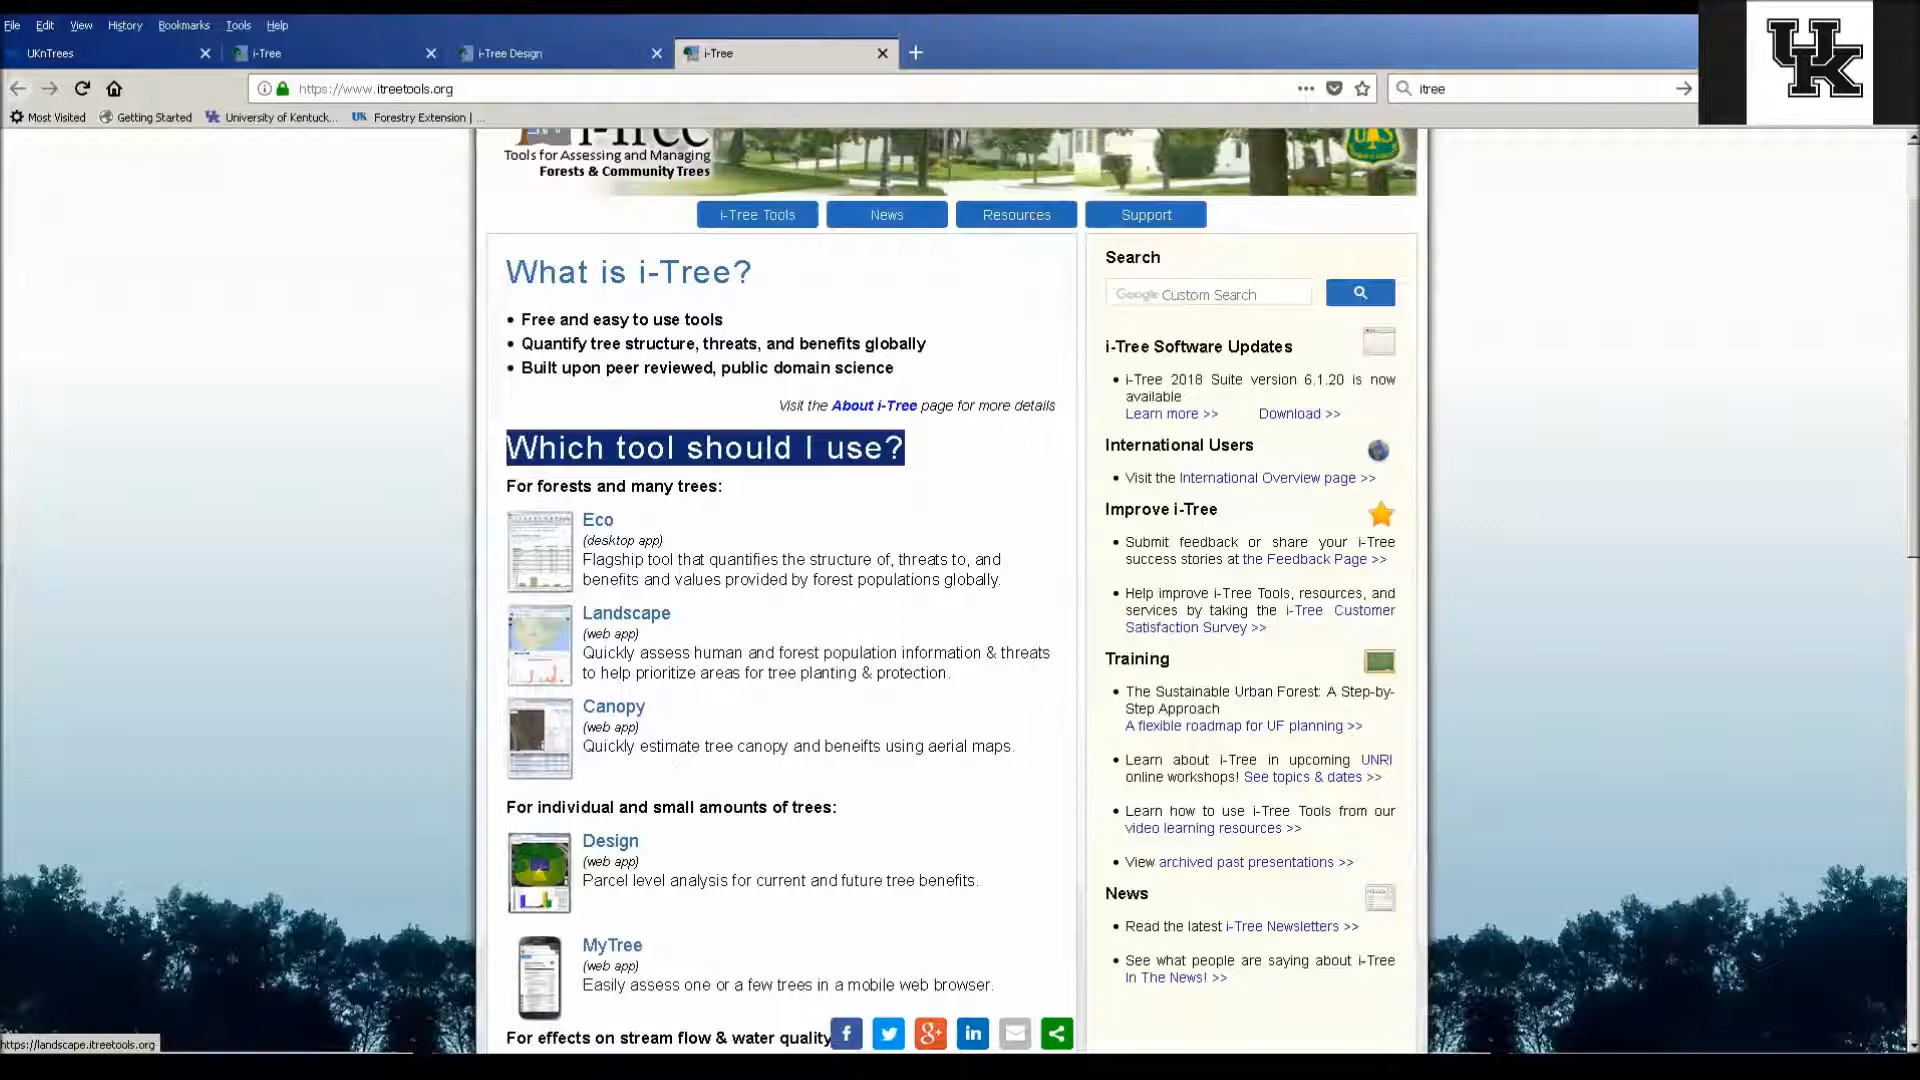 File Edit View History Bookmarks Tools Help
UKnTrees
i-Tree
i-Tree Design
i-Tree
https://www.itreetools.org
itree
Most Visited
Getting Started
University of Kentuck...
UK Forestry Extension | ...
UK
i-Tree
Tools for Assessing and Managing
Forests & Community Trees
UAS
i-Tree Tools
News
Resources
Support
What is i-Tree?
• Free and easy to use tools
• Quantify tree structure, threats, and benefits globally
• Built upon peer reviewed, public domain science
Visit the About i-Tree page for more details
Which tool should I use?
For forests and many trees:
Eco
(desktop app)
Flagship tool that quantifies the structure of, threats to, and
benefits and values provided by forest populations globally.
Landscape
(web app)
Quickly assess human and forest population information & threats
to help prioritize areas for tree planting & protection.
Canopy
(web app)
Quickly estimate tree canopy and beneifts using aerial maps.
For individual and small amounts of trees:
Design
(web app)
Parcel level analysis for current and future tree benefits.
MyTree
(web app)
Easily assess one or a few trees in a mobile web browser.
For effects on stream flow & water quality
Search
Google Custom Search
i-Tree Software Updates
• i-Tree 2018 Suite version 6.1.20 is now
available
Learn more >> Download >>
International Users
• Visit the International Overview page >>
Improve i-Tree
• Submit feedback or share your i-Tree
success stories at the Feedback Page >>
• Help improve i-Tree Tools, resources, and
services by taking the i-Tree Customer
Satisfaction Survey >>
Training
• The Sustainable Urban Forest: A Step-by-
Step Approach
A flexible roadmap for UF planning >>
• Learn about i-Tree in upcoming UNRI
online workshops! See topics & dates >>
• Learn how to use i-Tree Tools from our
video learning resources >>
• View archived past presentations >>
News
• Read the latest i-Tree Newsletters >>
• See what people are saying about i-Tree
In The News! >>
https://landscape.itreetools.org